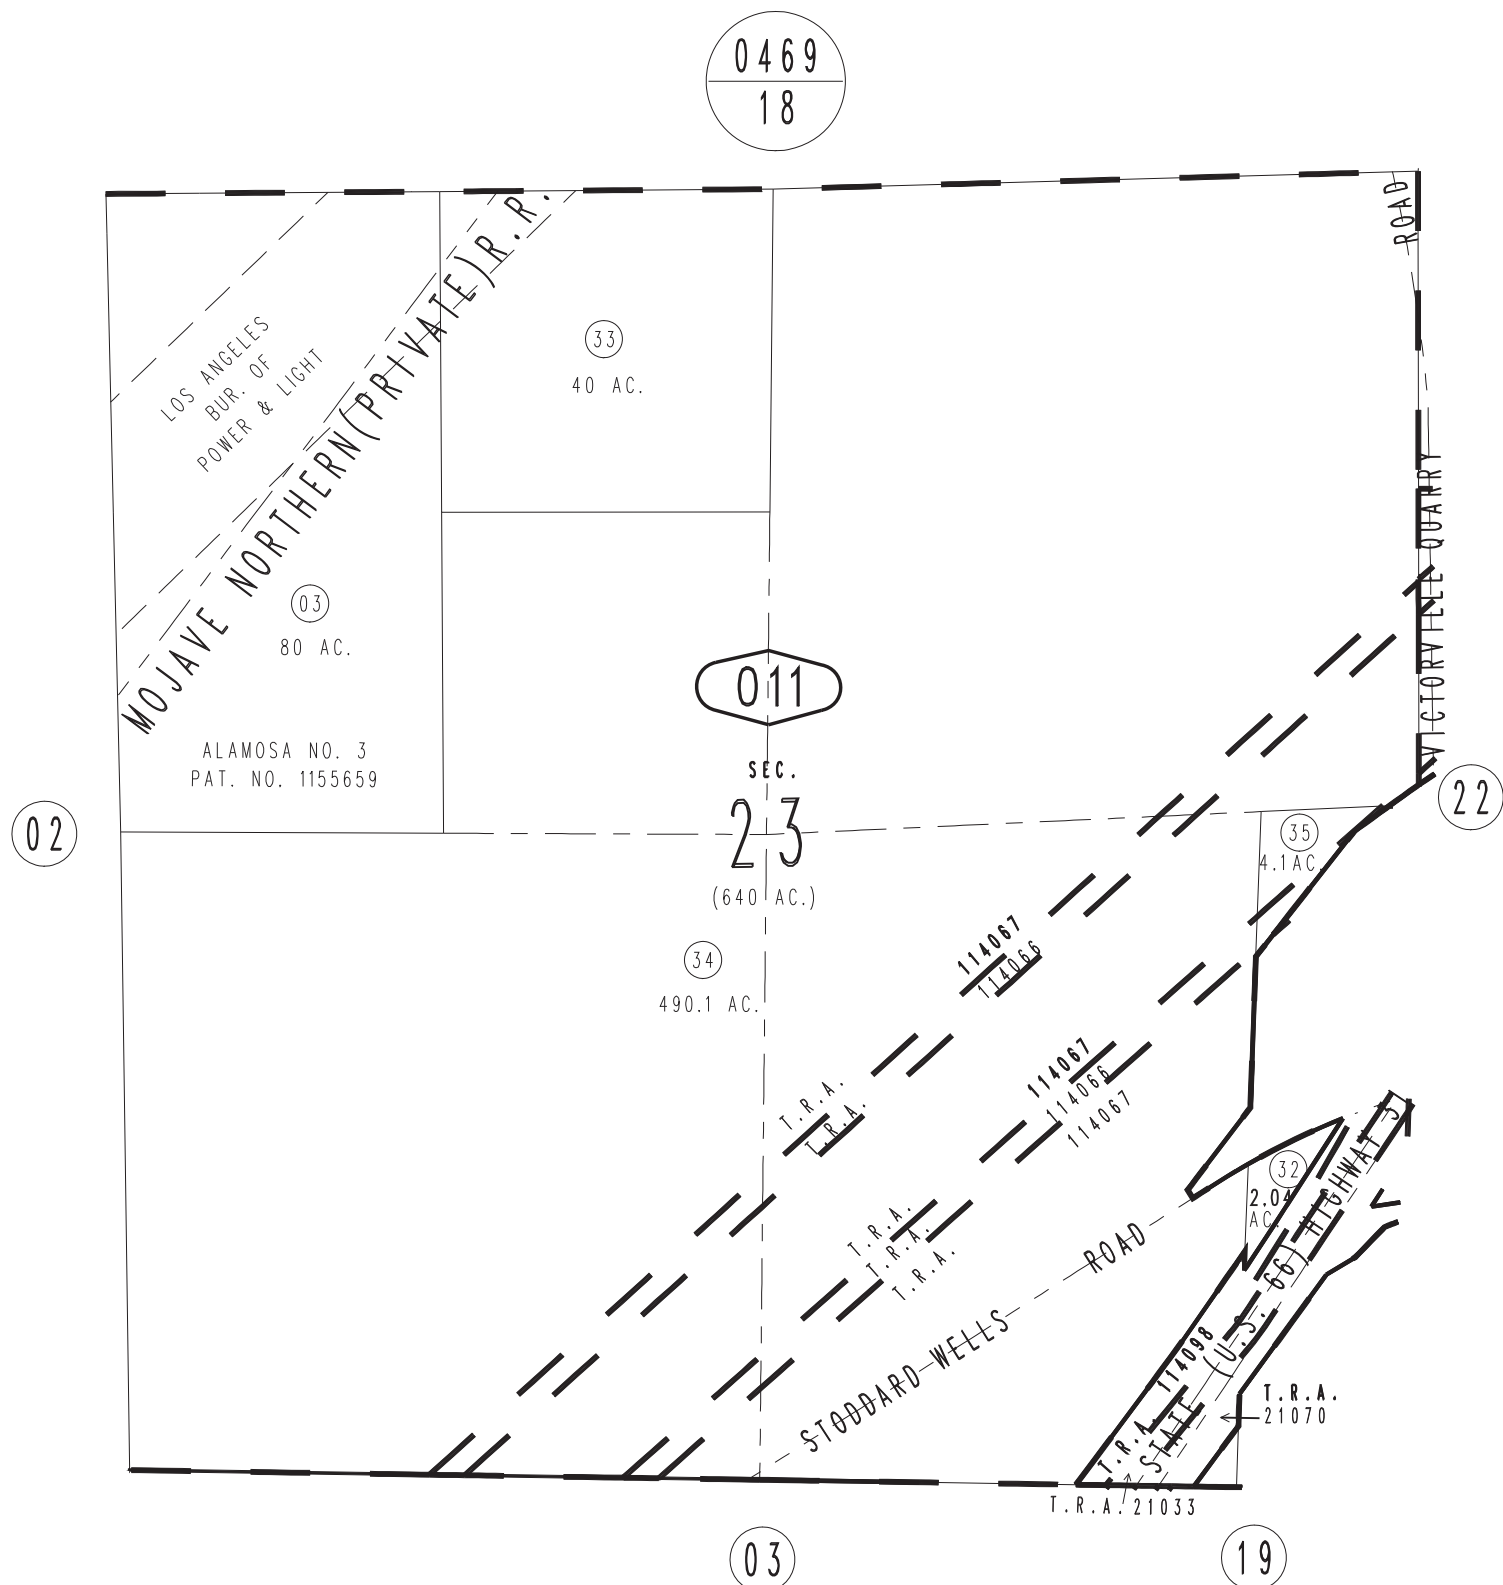 0469
18
ROAD
MOJAVE NORTHERN(PRIVATE)R.R.
LOS ANGELES
BUR. OF
POWER & LIGHT
33
40 AC.
03
80 AC.
VICTORVILLE QUARRY
011
ALAMOSA NO. 3
PAT. NO. 1155659
SEC.
23
(640 AC.)
02
22
35
4.1 AC.
34
490.1 AC.
114067
114066
114067
114066
114067
T.R.A.
T.R.A.
T.R.A.
T.R.A.
T.R.A.
32
2.04
AC.
STODDARD WELLS ROAD
STATE (U.S. 66) HIGHWAY
T.R.A. 114098
T.R.A.
21070
T.R.A. 21033
03
19